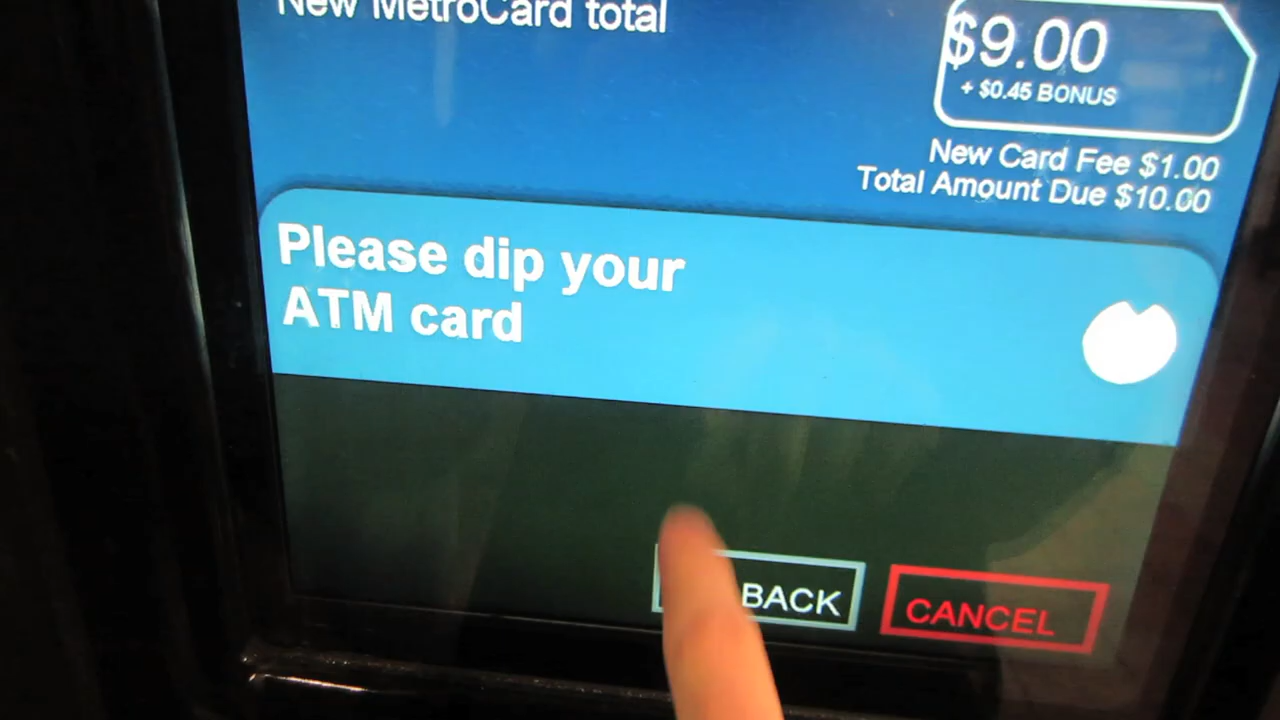 New MetroCard total
$9.00
+ $0.45 BONUS
New Card Fee $1.00
Total Amount Due $10.00
Please dip your
ATM card
BACK
CANCEL